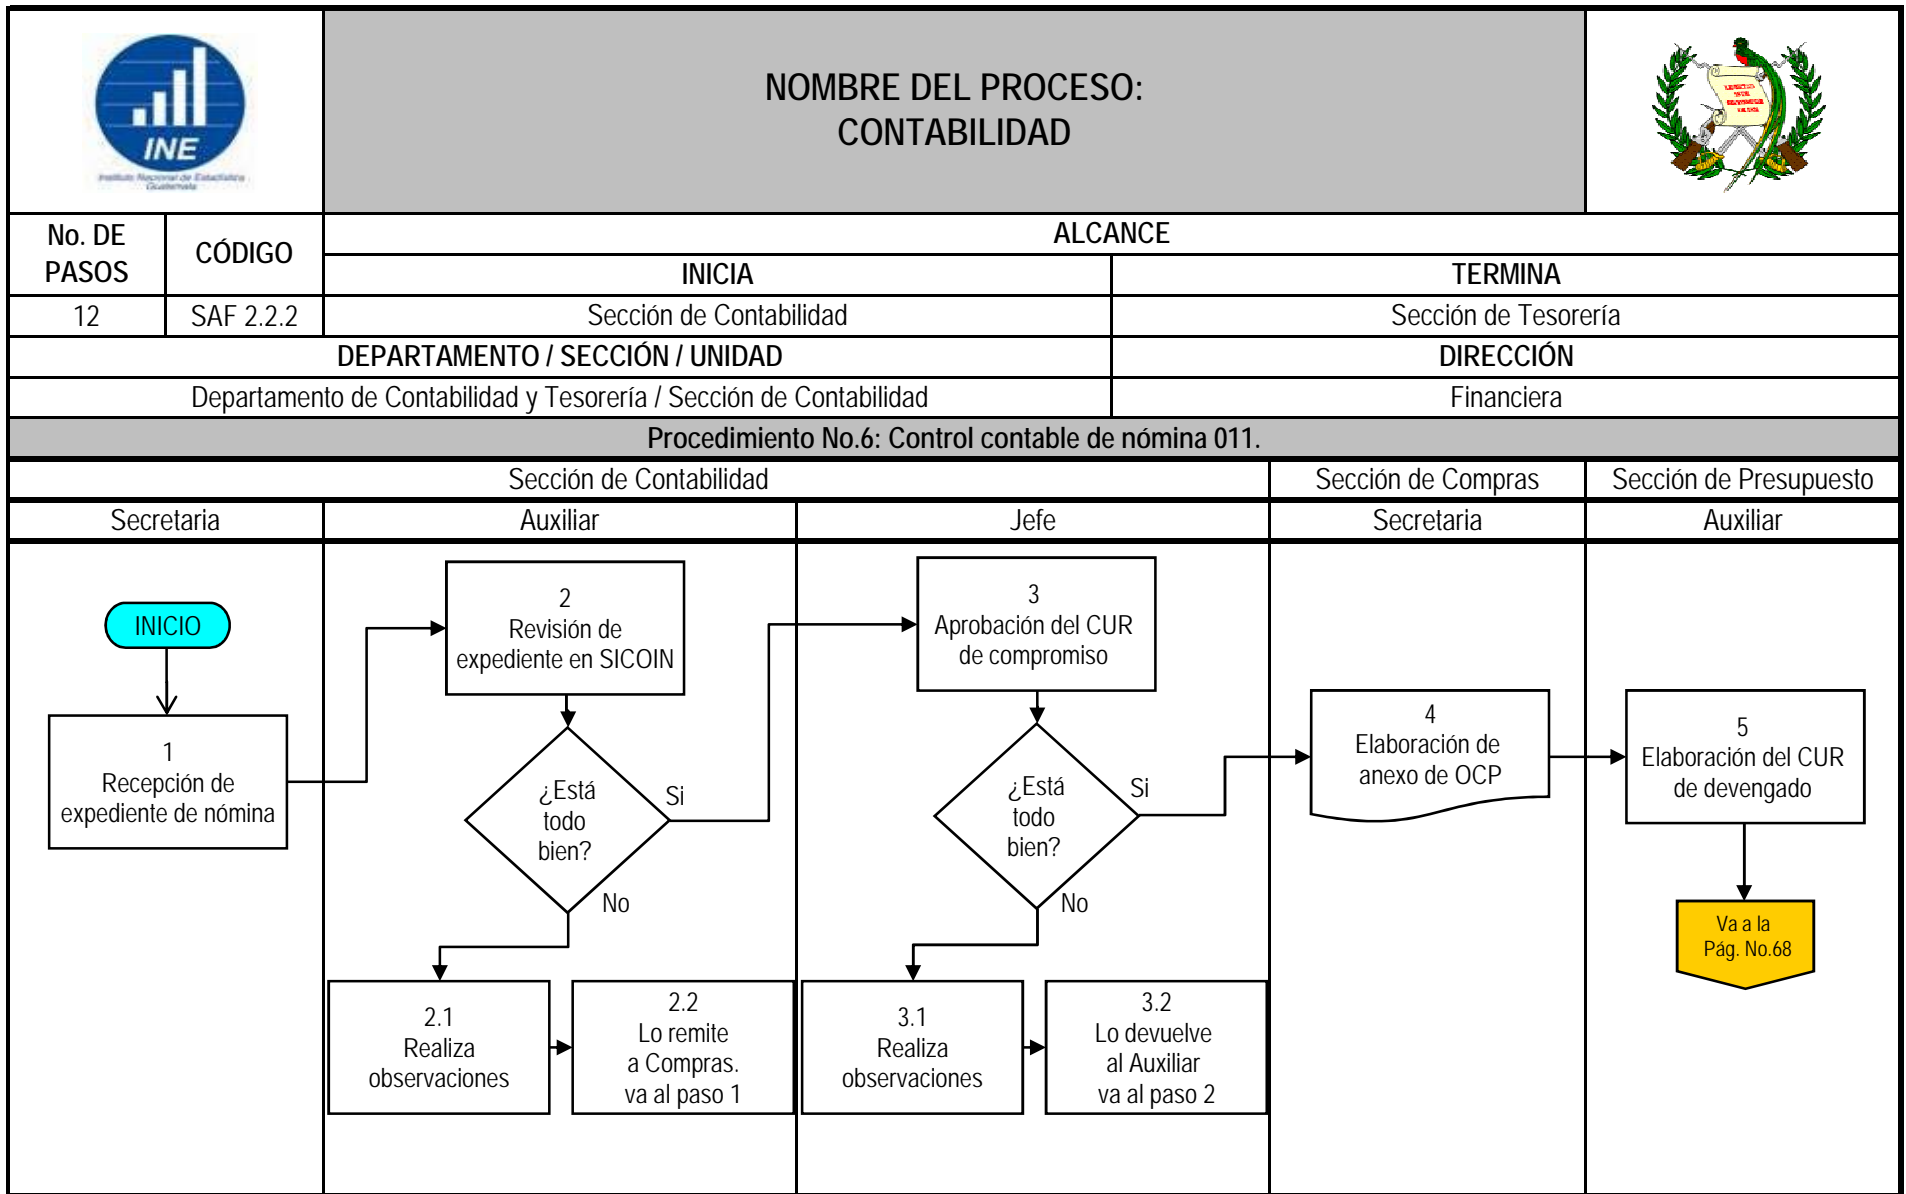 INE
Instituto Nacional de Estadística
Guatemala
NOMBRE DEL PROCESO:
CONTABILIDAD
No. DE
PASOS
CÓDIGO
ALCANCE
INICIA
TERMINA
12
SAF 2.2.2
Sección de Contabilidad
Sección de Tesorería
DEPARTAMENTO / SECCIÓN / UNIDAD
DIRECCIÓN
Departamento de Contabilidad y Tesorería / Sección de Contabilidad
Financiera
Procedimiento No.6: Control contable de nómina 011.
Sección de Contabilidad
Sección de Compras
Sección de Presupuesto
Secretaria
Auxiliar
Jefe
Secretaria
Auxiliar
INICIO
1
Recepción de
expediente de nómina
2
Revisión de
expediente en SICOIN
¿Está
todo
bien?
Si
No
2.1
Realiza
observaciones
2.2
Lo remite
a Compras.
va al paso 1
3
Aprobación del CUR
de compromiso
¿Está
todo
bien?
Si
No
3.1
Realiza
observaciones
3.2
Lo devuelve
al Auxiliar
va al paso 2
4
Elaboración de
anexo de OCP
5
Elaboración del CUR
de devengado
Va a la
Pág. No.68